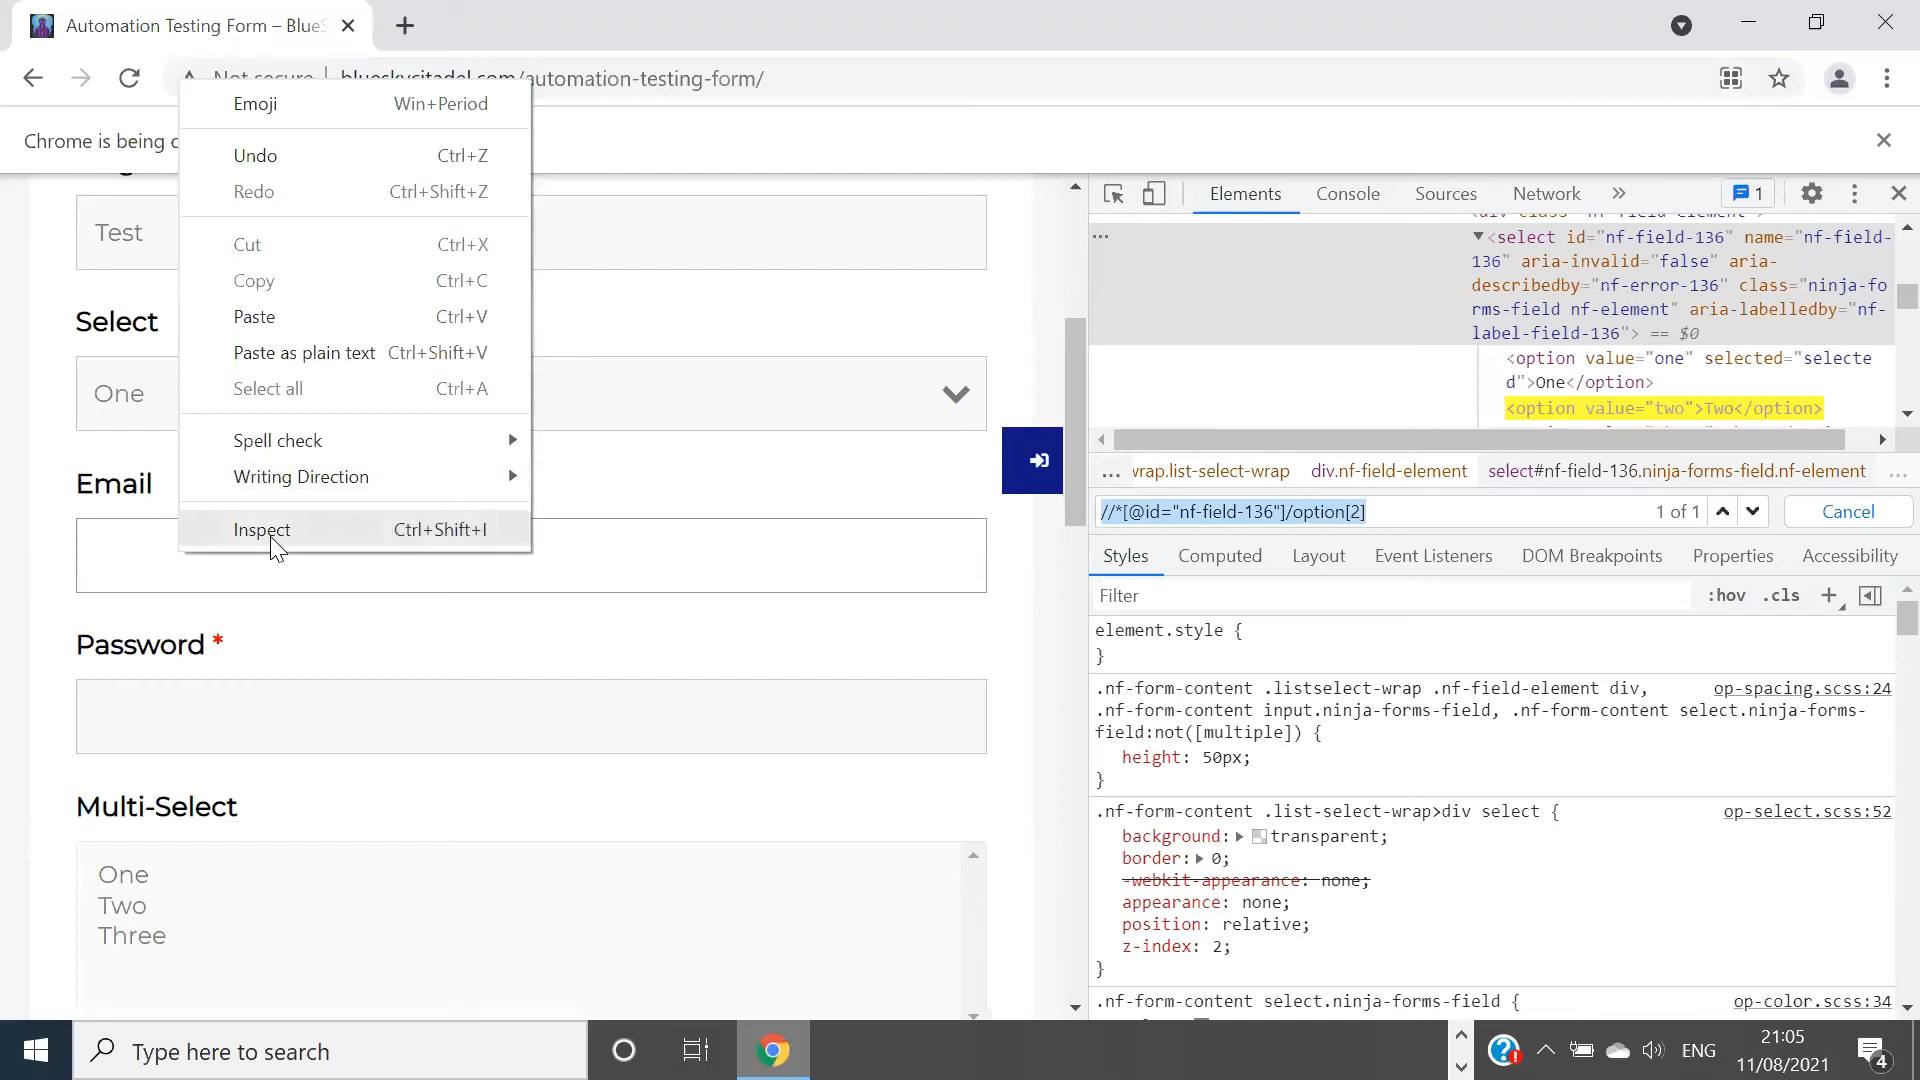 Automation Testing Form – BlueS
Not secure
blueskycitadel.com/automation-testing-form/
Chrome is being c
Emoji Win+Period
Undo Ctrl+Z
Redo Ctrl+Shift+Z
Cut Ctrl+X
Copy Ctrl+C
Paste Ctrl+V
Paste as plain text Ctrl+Shift+V
Select all Ctrl+A
Spell check
Writing Direction
Inspect Ctrl+Shift+I
Test
Select
One
Email
Password *
Multi-Select
One
Two
Three
Elements Console Sources Network » 1
<select id="nf-field-136" name="nf-field-
136" aria-invalid="false" aria-
describedby="nf-error-136" class="ninja-fo
rms-field nf-element" aria-labelledby="nf-
label-field-136"> == $0
<option value="one" selected="selecte
d">One</option>
<option value="two">Two</option>
... wrap.list-select-wrap div.nf-field-element select#nf-field-136.ninja-forms-field.nf-element ...
//*[@id="nf-field-136"]/option[2] 1 of 1 Cancel
Styles Computed Layout Event Listeners DOM Breakpoints Properties Accessibility
Filter :hov .cls +
element.style {
}
.nf-form-content .listselect-wrap .nf-field-element div, op-spacing.scss:24
.nf-form-content input.ninja-forms-field, .nf-form-content select.ninja-forms-
field:not([multiple]) {
height: 50px;
}
.nf-form-content .list-select-wrap>div select { op-select.scss:52
background: transparent;
border: 0;
-webkit-appearance: none;
appearance: none;
position: relative;
z-index: 2;
}
.nf-form-content select.ninja-forms-field { op-color.scss:34
Type here to search
ENG
21:05
11/08/2021
4